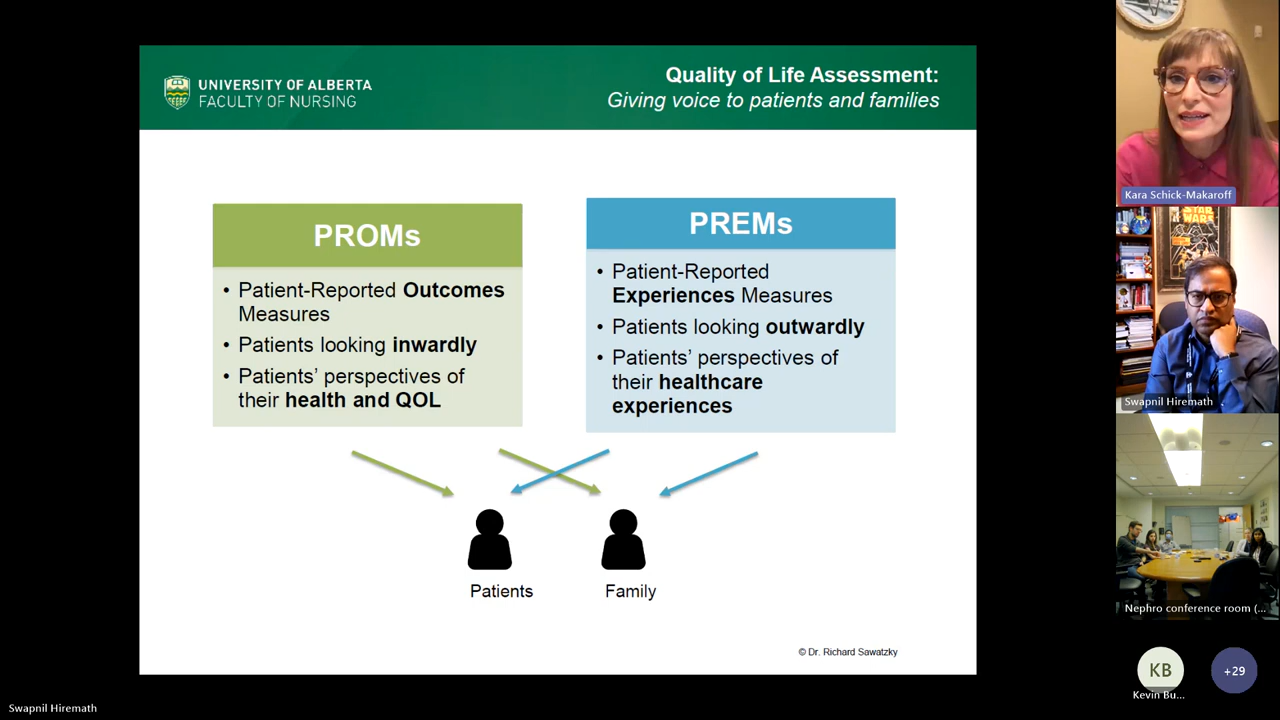 UNIVERSITY OF ALBERTA
FACULTY OF NURSING
Quality of Life Assessment:
Giving voice to patients and families
PROMs
• Patient-Reported Outcomes
Measures
• Patients looking inwardly
• Patients' perspectives of
their health and QOL
PREMs
• Patient-Reported
Experiences Measures
• Patients looking outwardly
• Patients' perspectives of
their healthcare
experiences
Patients
Family
© Dr. Richard Sawatzky
Kara Schick-Makaroff
STAR
WARS
Swapnil Hiremath
Nephro conference room (...
KB
Kevin Bu...
+29
Swapnil Hiremath